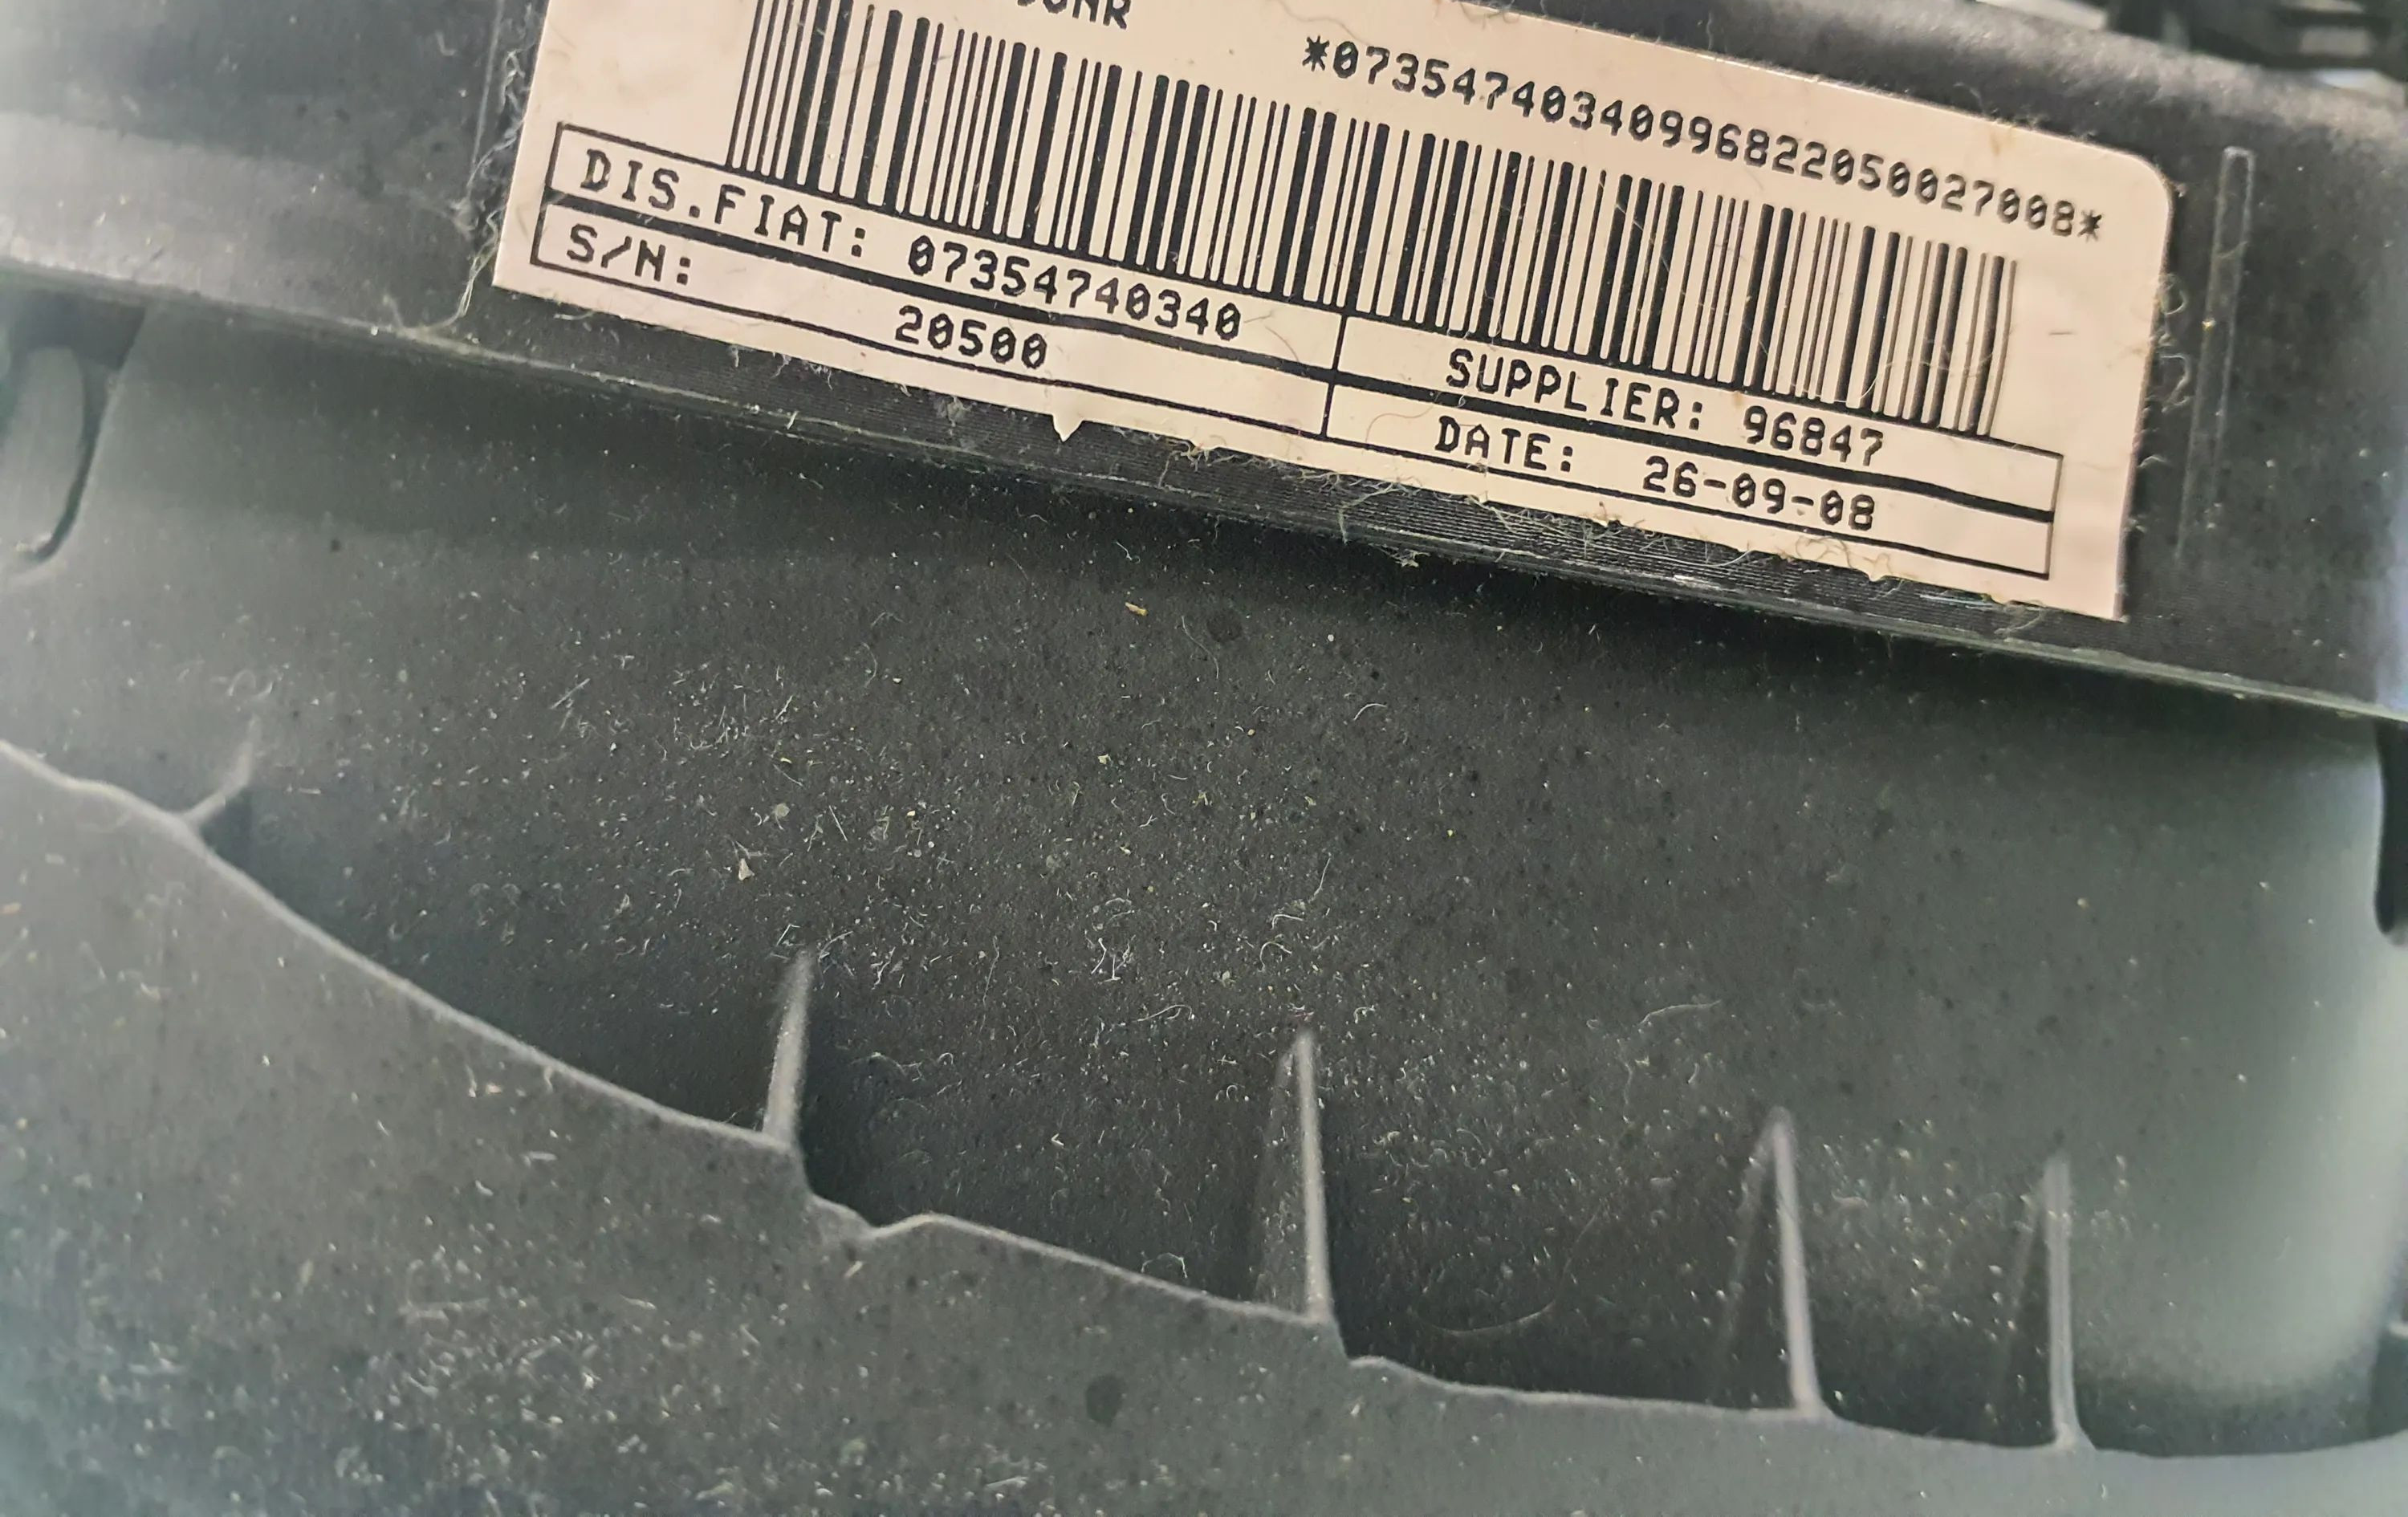 *07354740340996822050027008*
DIS.FIAT: 07354740340
SUPPLIER: 96847
S/N: 20500
DATE: 26-09-08